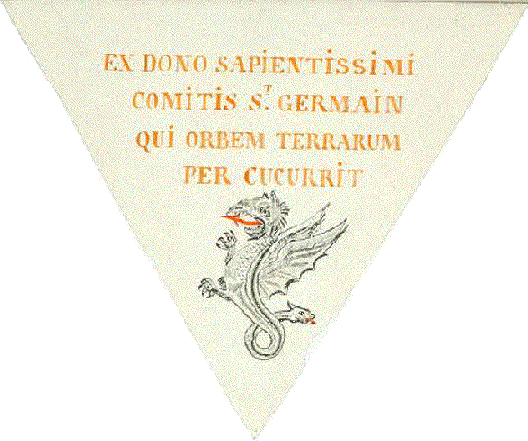 EX DONO SAPIENTISSIMI
COMITIS S.T GERMAIN
QUI ORBEM TERRARUM
PER CUCURRIT